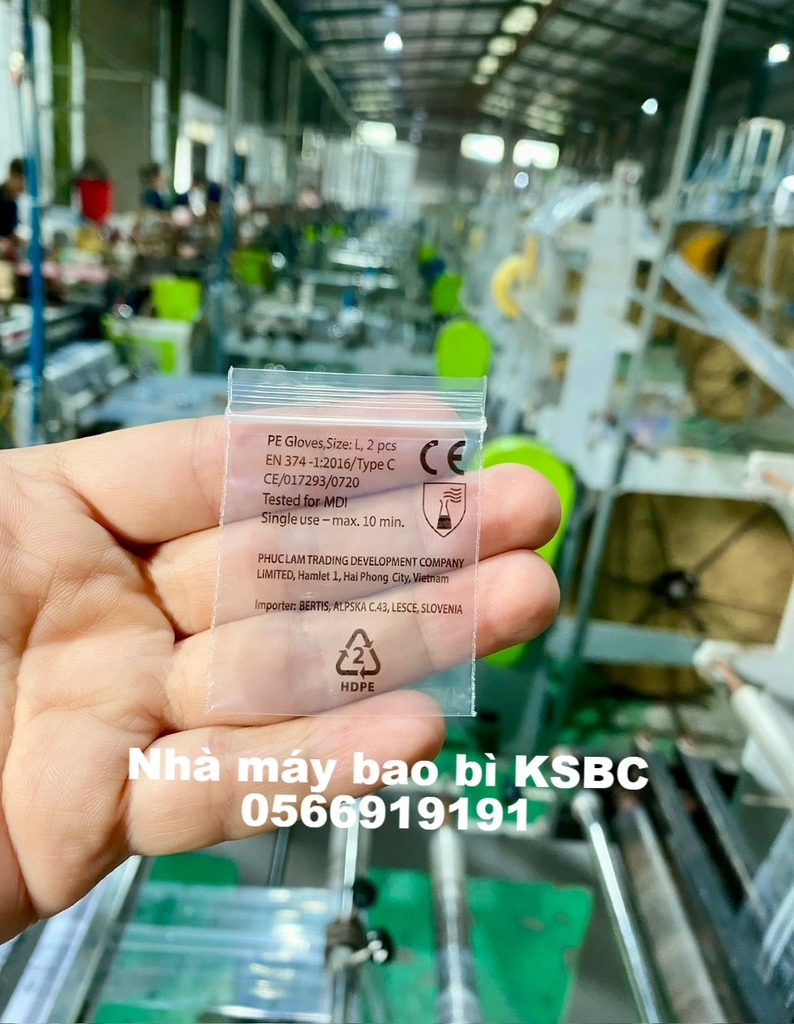 PE Gloves,Size: L, 2 pcs
EN 374 -1:2016/Type C
CE/017293/0720
Tested for MDI
Single use – max. 10 min.
CE
PHUC LAM TRADING DEVELOPMENT COMPANY
LIMITED, Hamlet 1, Hai Phong City, Vietnam
Importer: BERTIS, ALPSKA C.43, LESCE, SLOVENIA
2
HDPE
Nhà máy bao bì KSBC
0566919191